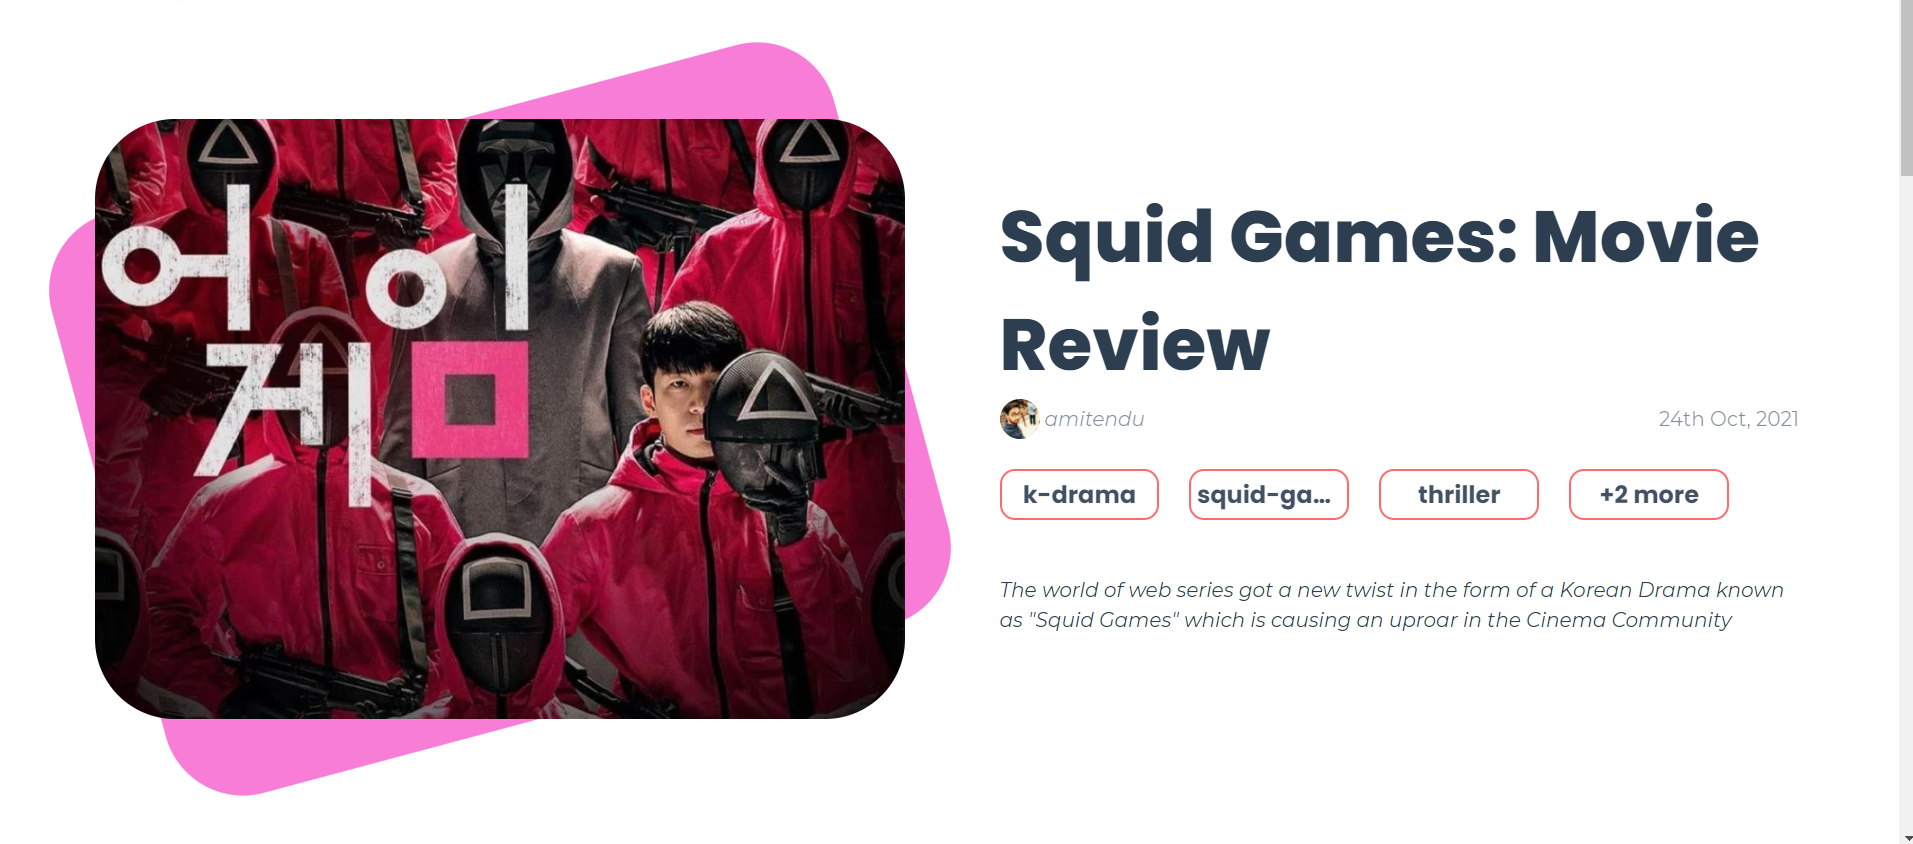 어
게임
Squid Games: Movie
Review
amitendu
24th Oct, 2021
k-drama
squid-ga...
thriller
+2 more
The world of web series got a new twist in the form of a Korean Drama known
as "Squid Games" which is causing an uproar in the Cinema Community